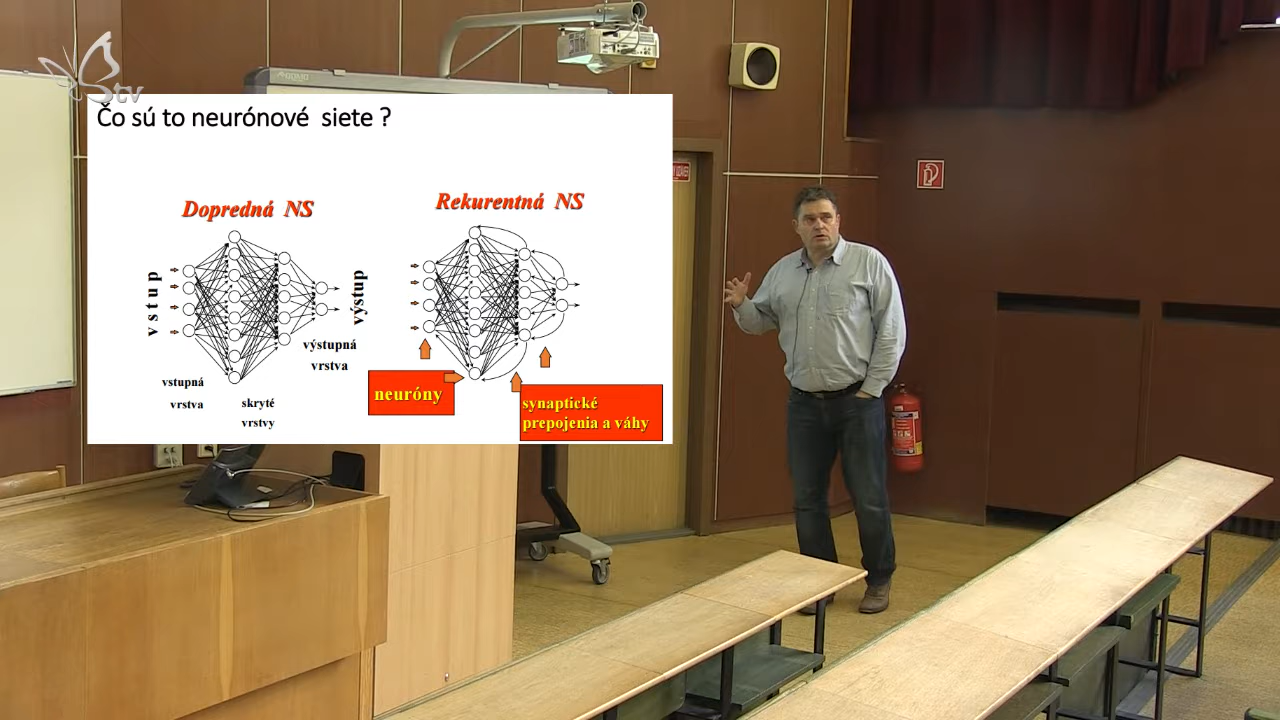 tv
Čo sú to neurónové siete ?
Dopredná NS
Rekurentná NS
vstup
výstup
výstupná
vrstva
vstupná
vrstva
skryté
vrstvy
neuróny
synaptické
prepojenia a váhy